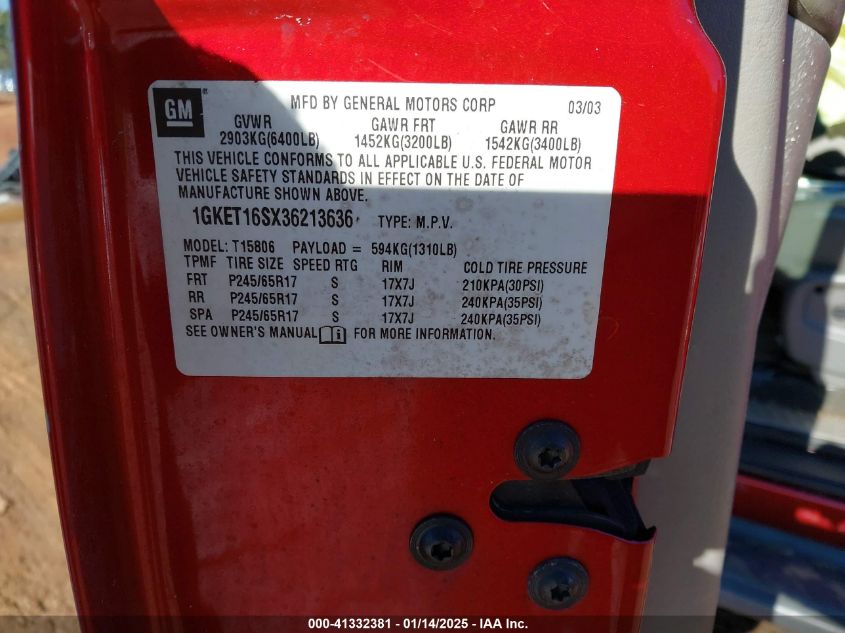 GM
MFD BY GENERAL MOTORS CORP 03/03
GVWR GAWR FRT GAWR RR
2903KG(6400LB) 1452KG(3200LB) 1542KG(3400LB)
THIS VEHICLE CONFORMS TO ALL APPLICABLE U.S. FEDERAL MOTOR
VEHICLE SAFETY STANDARDS IN EFFECT ON THE DATE OF
MANUFACTURE SHOWN ABOVE.
1GKET16SX36213636 TYPE: M.P.V.
MODEL: T15806 PAYLOAD = 594KG(1310LB)
TPMF TIRE SIZE SPEED RTG RIM COLD TIRE PRESSURE
FRT P245/65R17 S 17X7J 210KPA(30PSI)
RR P245/65R17 S 17X7J 240KPA(35PSI)
SPA P245/65R17 S 17X7J 240KPA(35PSI)
SEE OWNER'S MANUAL FOR MORE INFORMATION.
000-41332381 - 01/14/2025 - IAA Inc.